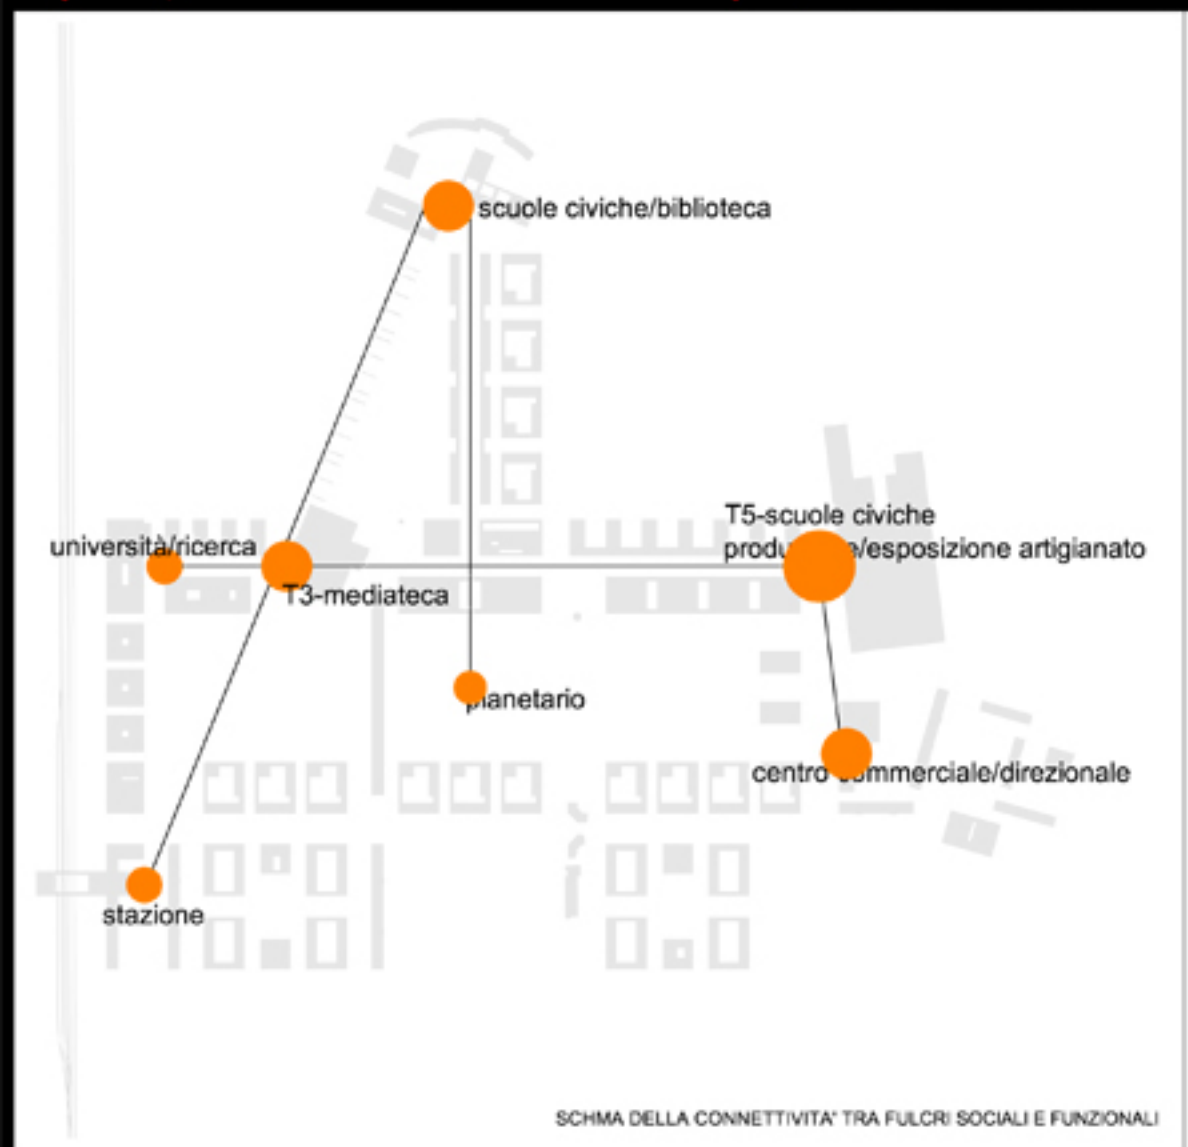 scuole civiche/biblioteca
T5-scuole civiche
università/ricerca
/esposizione artigianato
T3-mediateca
planetario
centro commerciale/direzionale
stazione
SCHMA DELLA CONNETTIVITA' TRA FULCRI SOCIALI E FUNZIONALI